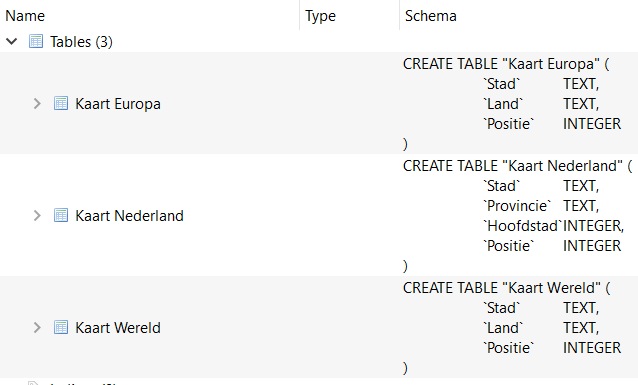 Name Type Schema
Tables (3)
Kaart Europa
CREATE TABLE "Kaart Europa" (
`Stad` TEXT,
`Land` TEXT,
`Positie` INTEGER
)
Kaart Nederland
CREATE TABLE "Kaart Nederland" (
`Stad` TEXT,
`Provincie` TEXT,
`Hoofdstad`INTEGER,
`Positie` INTEGER
)
Kaart Wereld
CREATE TABLE "Kaart Wereld" (
`Stad` TEXT,
`Land` TEXT,
`Positie` INTEGER
)